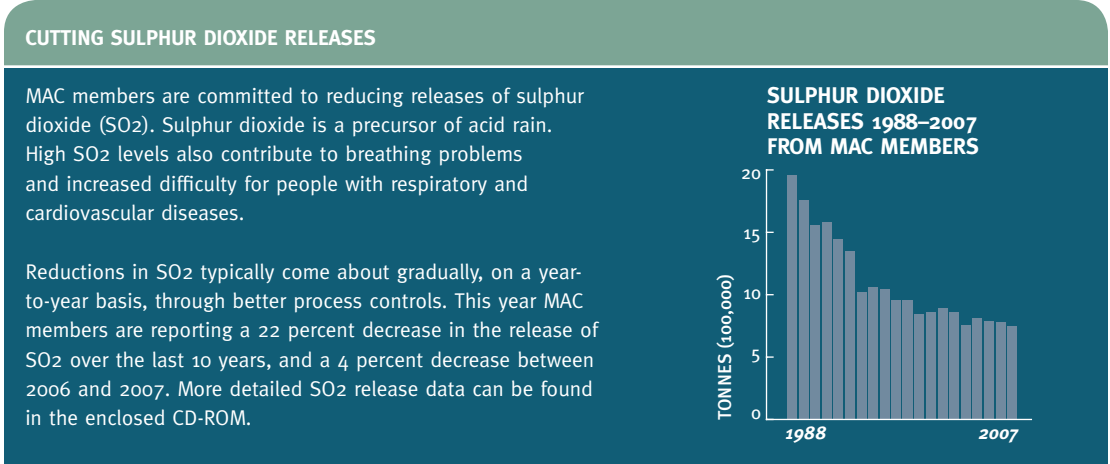 CUTTING SULPHUR DIOXIDE RELEASES
MAC members are committed to reducing releases of sulphur
dioxide (SO2). Sulphur dioxide is a precursor of acid rain.
High SO2 levels also contribute to breathing problems
and increased difficulty for people with respiratory and
cardiovascular diseases.
Reductions in SO2 typically come about gradually, on a year-
to-year basis, through better process controls. This year MAC
members are reporting a 22 percent decrease in the release of
SO2 over the last 10 years, and a 4 percent decrease between
2006 and 2007. More detailed SO2 release data can be found
in the enclosed CD-ROM.
SULPHUR DIOXIDE
RELEASES 1988–2007
FROM MAC MEMBERS
TONNES (100,000)
20
15
10
5
0
1988 2007